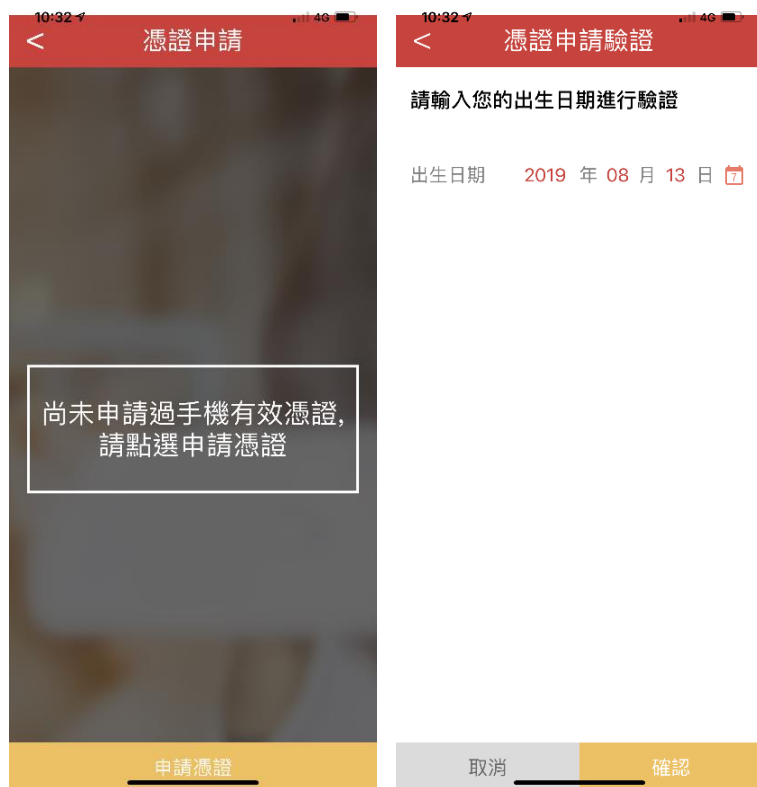 10:32
4G
<
憑證申請
尚未申請過手機有效憑證,
請點選申請憑證
申請憑證
10:32
4G
<
憑證申請驗證
請輸入您的出生日期進行驗證
出生日期 2019 年 08 月 13 日 7
取消
確認